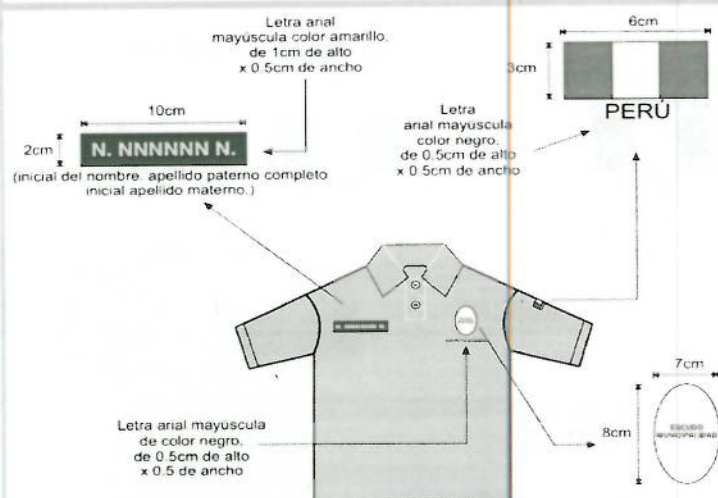 Letra arial
mayúscula color amarillo,
de 1cm de alto
x 0.5cm de ancho
6cm
3cm
PERÚ
10cm
2cm
N. NNNNNN N.
(inicial del nombre, apellido paterno completo
inicial apellido materno.)
Letra
arial mayúscula
color negro,
de 0.5cm de alto
x 0.5cm de ancho
N. NNNNNN N.
Letra arial mayúscula
de color negro,
de 0.5cm de alto
x 0.5 de ancho
7cm
8cm
ESCUDO
MUNICIPALIDAD